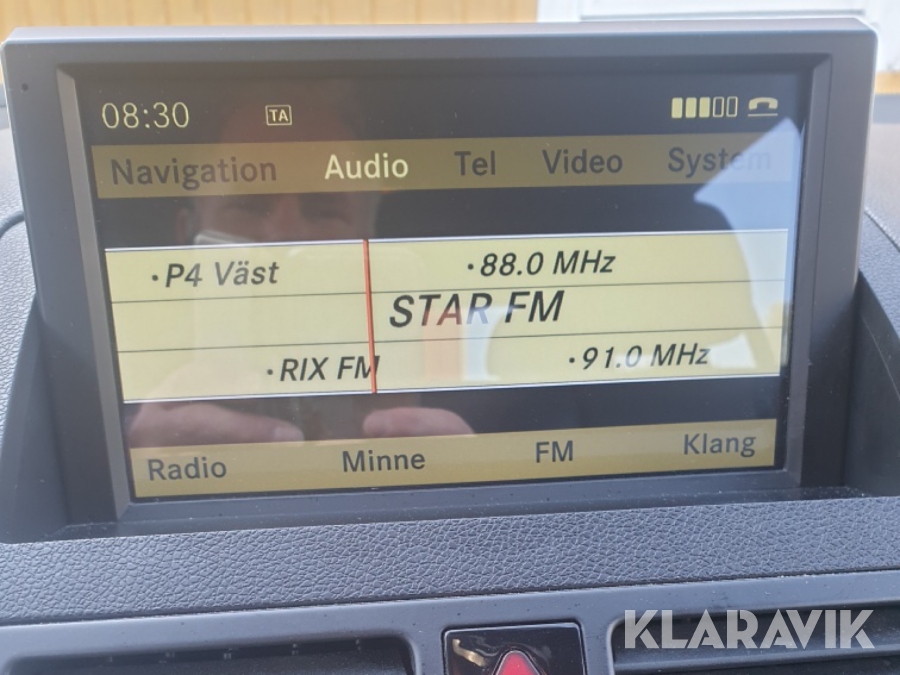 08:30 TA
Navigation Audio Tel Video System
·P4 Väst ·88.0 MHz
STAR FM
·RIX FM ·91.0 MHz
Radio Minne FM Klang
KLARAVIK